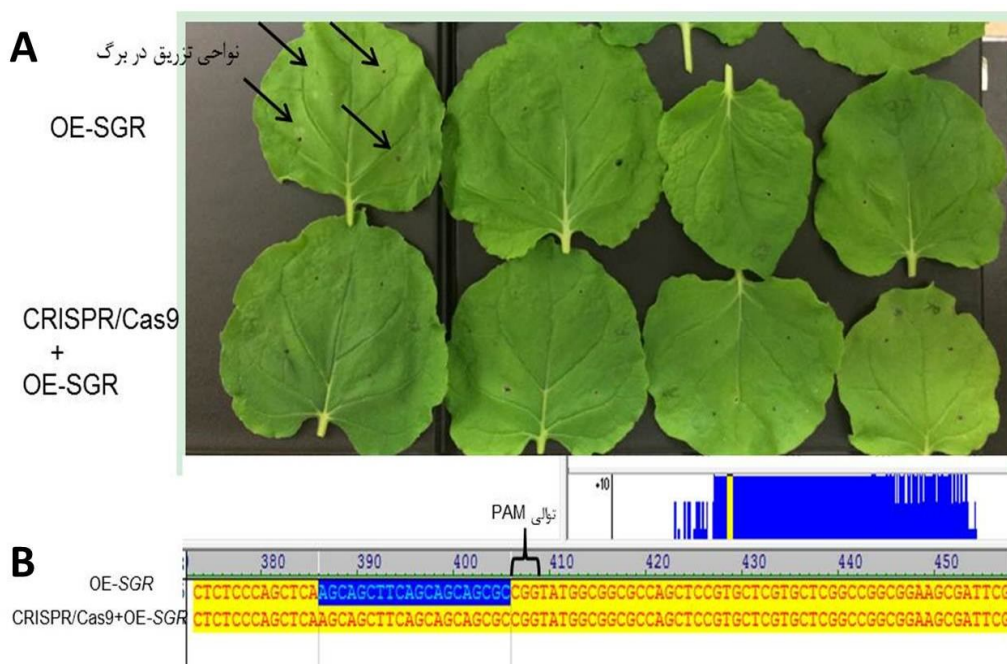 A
نواحی تزریق در برگ
OE-SGR
CRISPR/Cas9
+
OE-SGR
+10
توالی PAM
B
380 390 400 410 420 430 440 450
OE-SGR CTCTCCCAGCTCAAGCAGCTTCAGCAGCAGCGCCGGTATGGCGGCGCCAGCTCCGTGCTCGTGCTCGGCCGGCGGAAGCGATTCG
CRISPR/Cas9+OE-SGR CTCTCCCAGCTCAAGCAGCTTCAGCAGCAGCGCCGGTATGGCGGCGCCAGCTCCGTGCTCGTGCTCGGCCGGCGGAAGCGATTCG